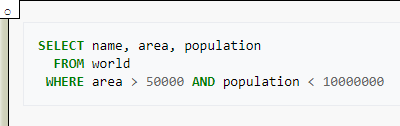 SELECT name, area, population
FROM world
WHERE area > 50000 AND population < 10000000